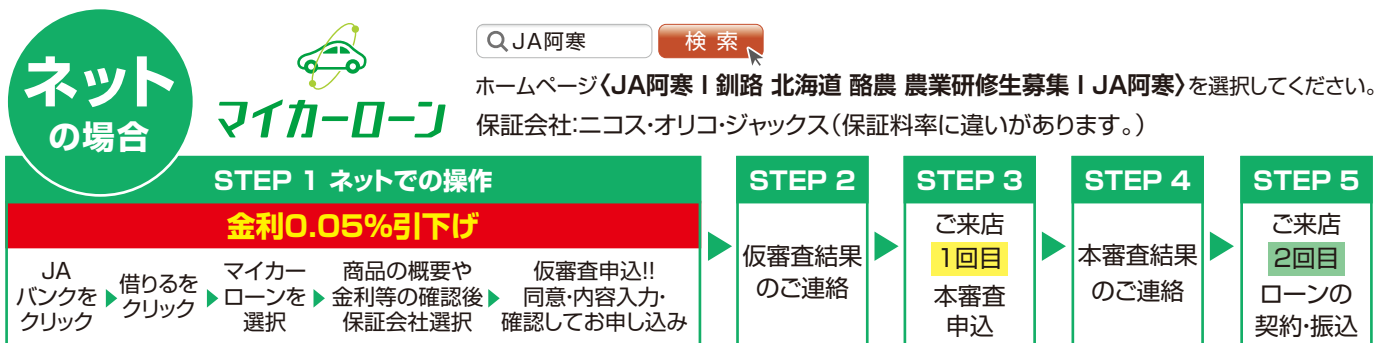 ネット
の場合
マイカーローン
JA阿寒
検索
ホームページ〈JA阿寒 | 釧路 北海道 酪農 農業研修生募集 | JA阿寒〉を選択してください。
保証会社:ニコス・オリコ・ジャックス(保証料率に違いがあります。)
STEP 1 ネットでの操作
金利0.05%引下げ
JA
バンクを
クリック
借りるを
クリック
マイカー
ローンを
選択
商品の概要や
金利等の確認後
保証会社選択
仮審査申込!!
同意・内容入力・
確認してお申し込み
STEP 2
仮審査結果
のご連絡
STEP 3
ご来店
1回目
本審査
申込
STEP 4
本審査結果
のご連絡
STEP 5
ご来店
2回目
ローンの
契約・振込